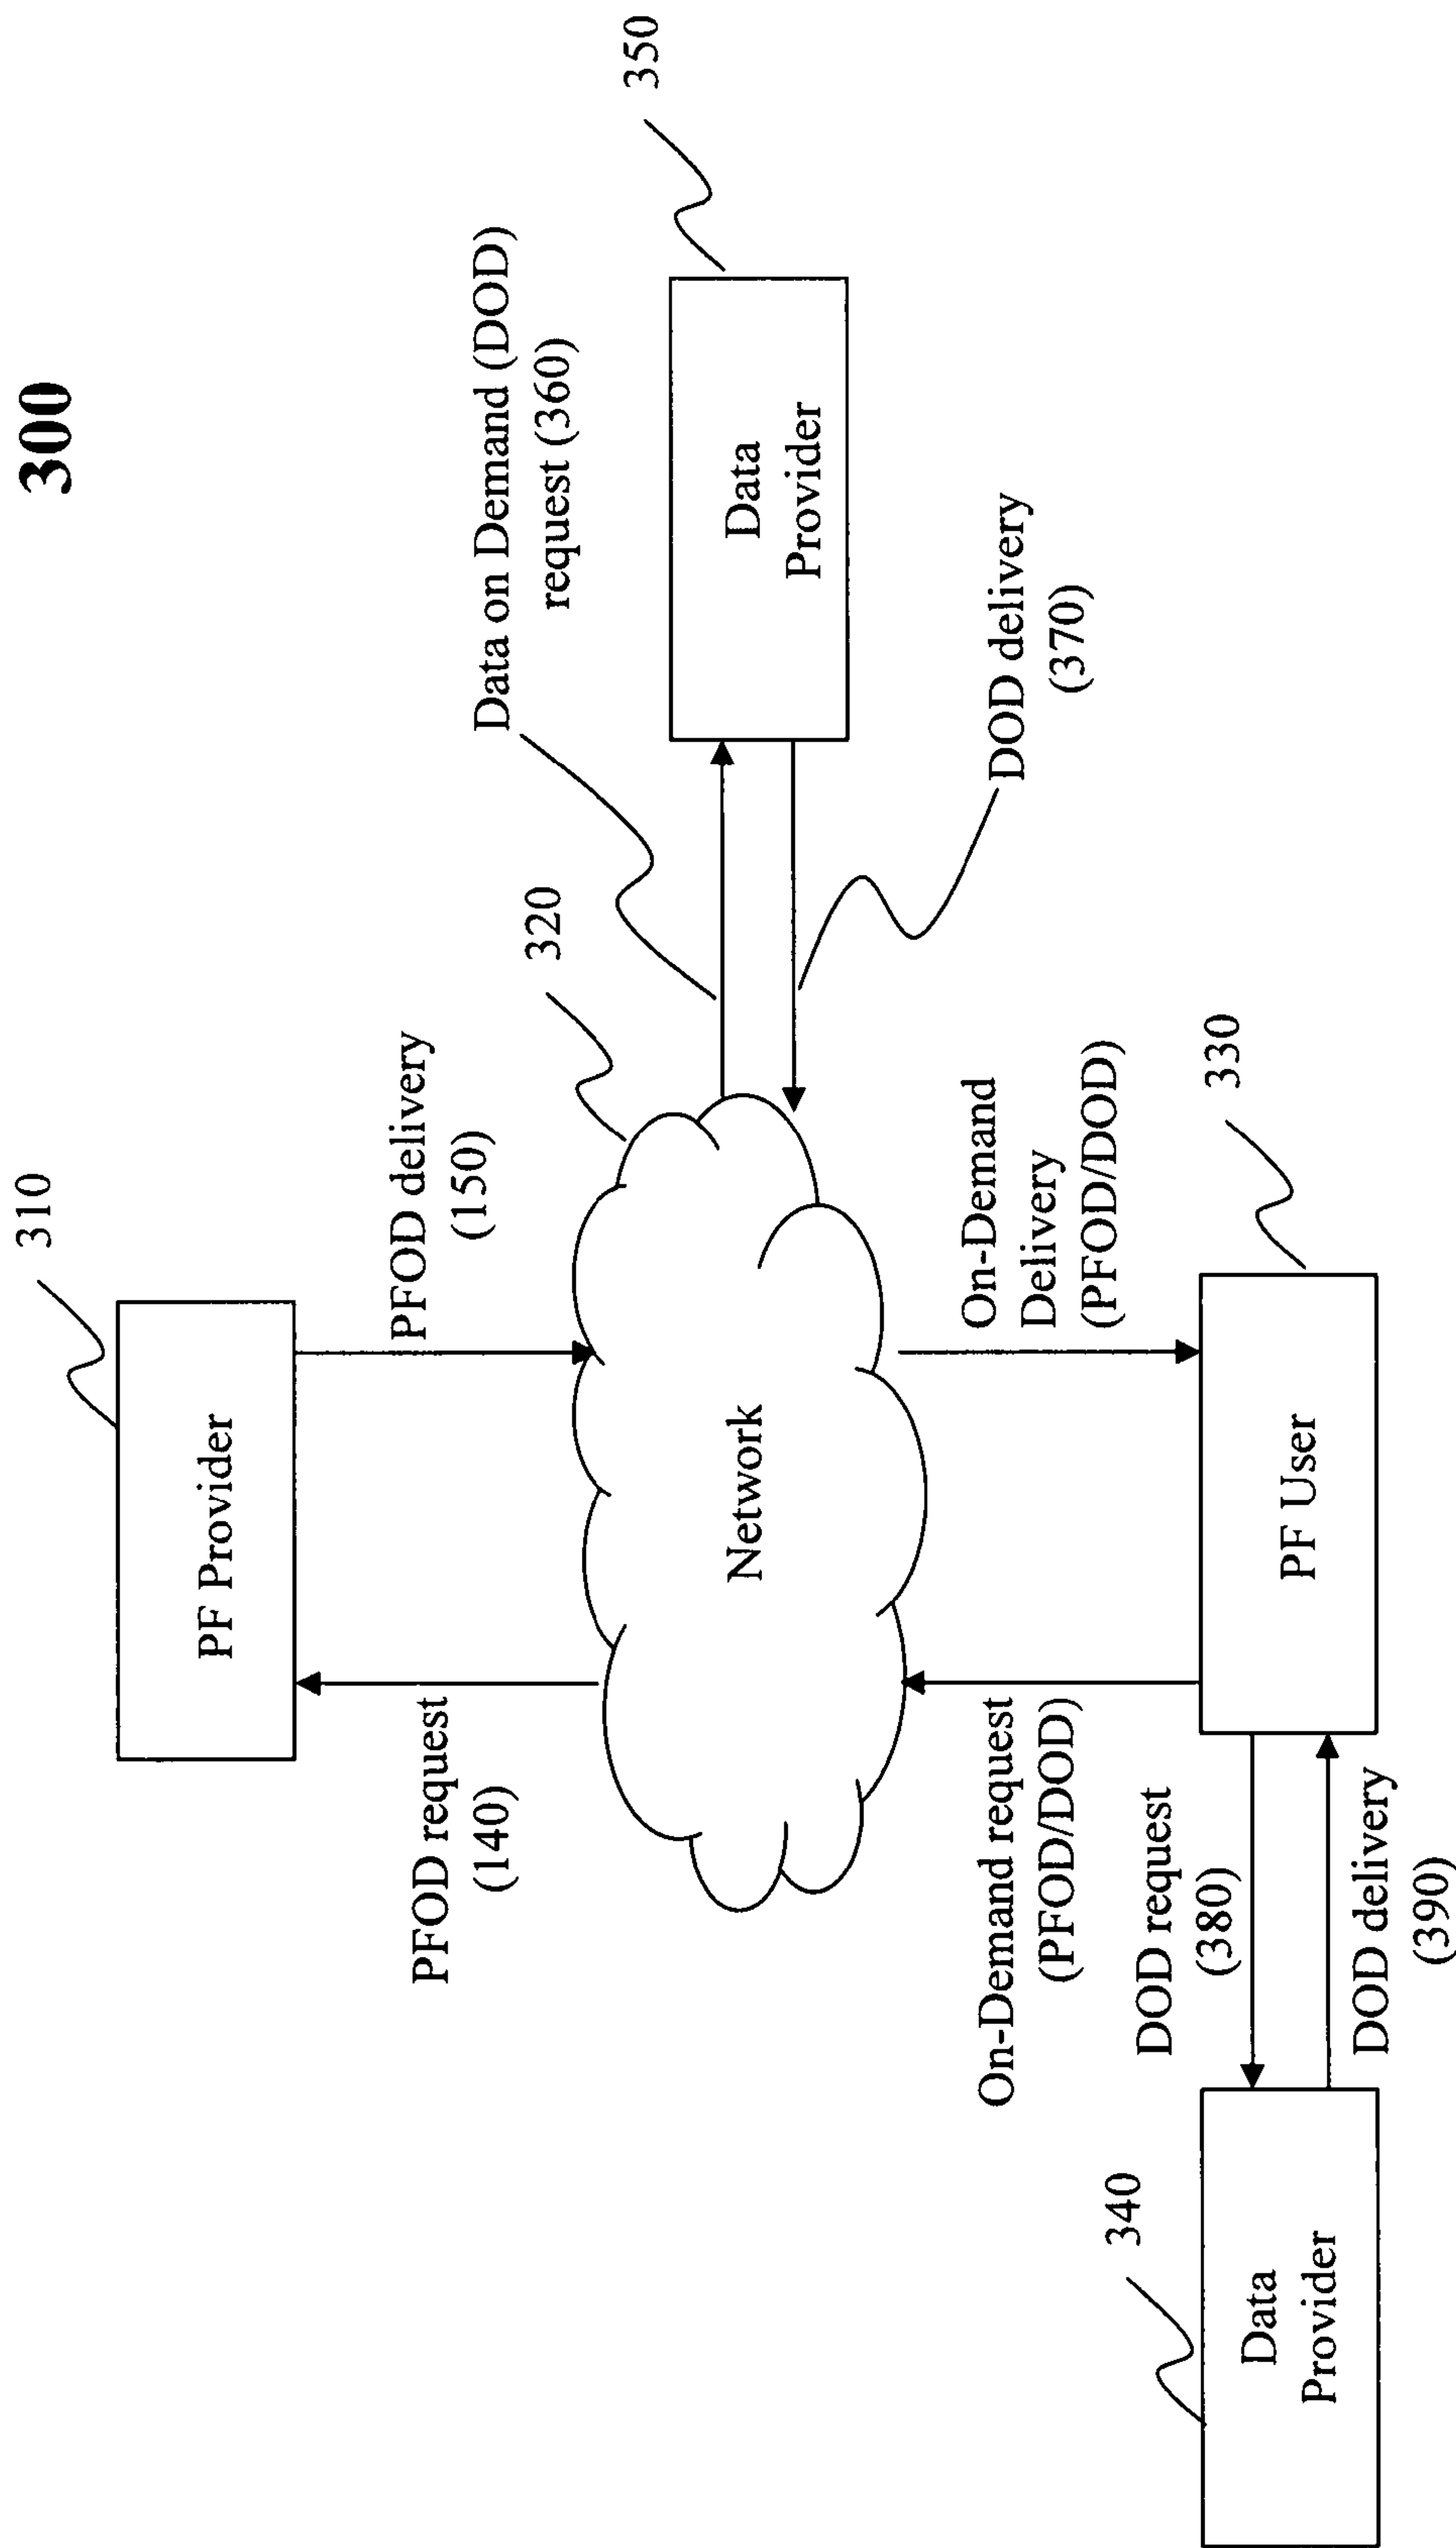 300
310
PF Provider
PFOD request
(140)
PFOD delivery
(150)
320
Network
Data on Demand (DOD)
request (360)
350
Data
Provider
DOD delivery
(370)
On-Demand request
(PFOD/DOD)
On-Demand
Delivery
(PFOD/DOD)
330
PF User
DOD request
(380)
DOD delivery
(390)
340
Data
Provider